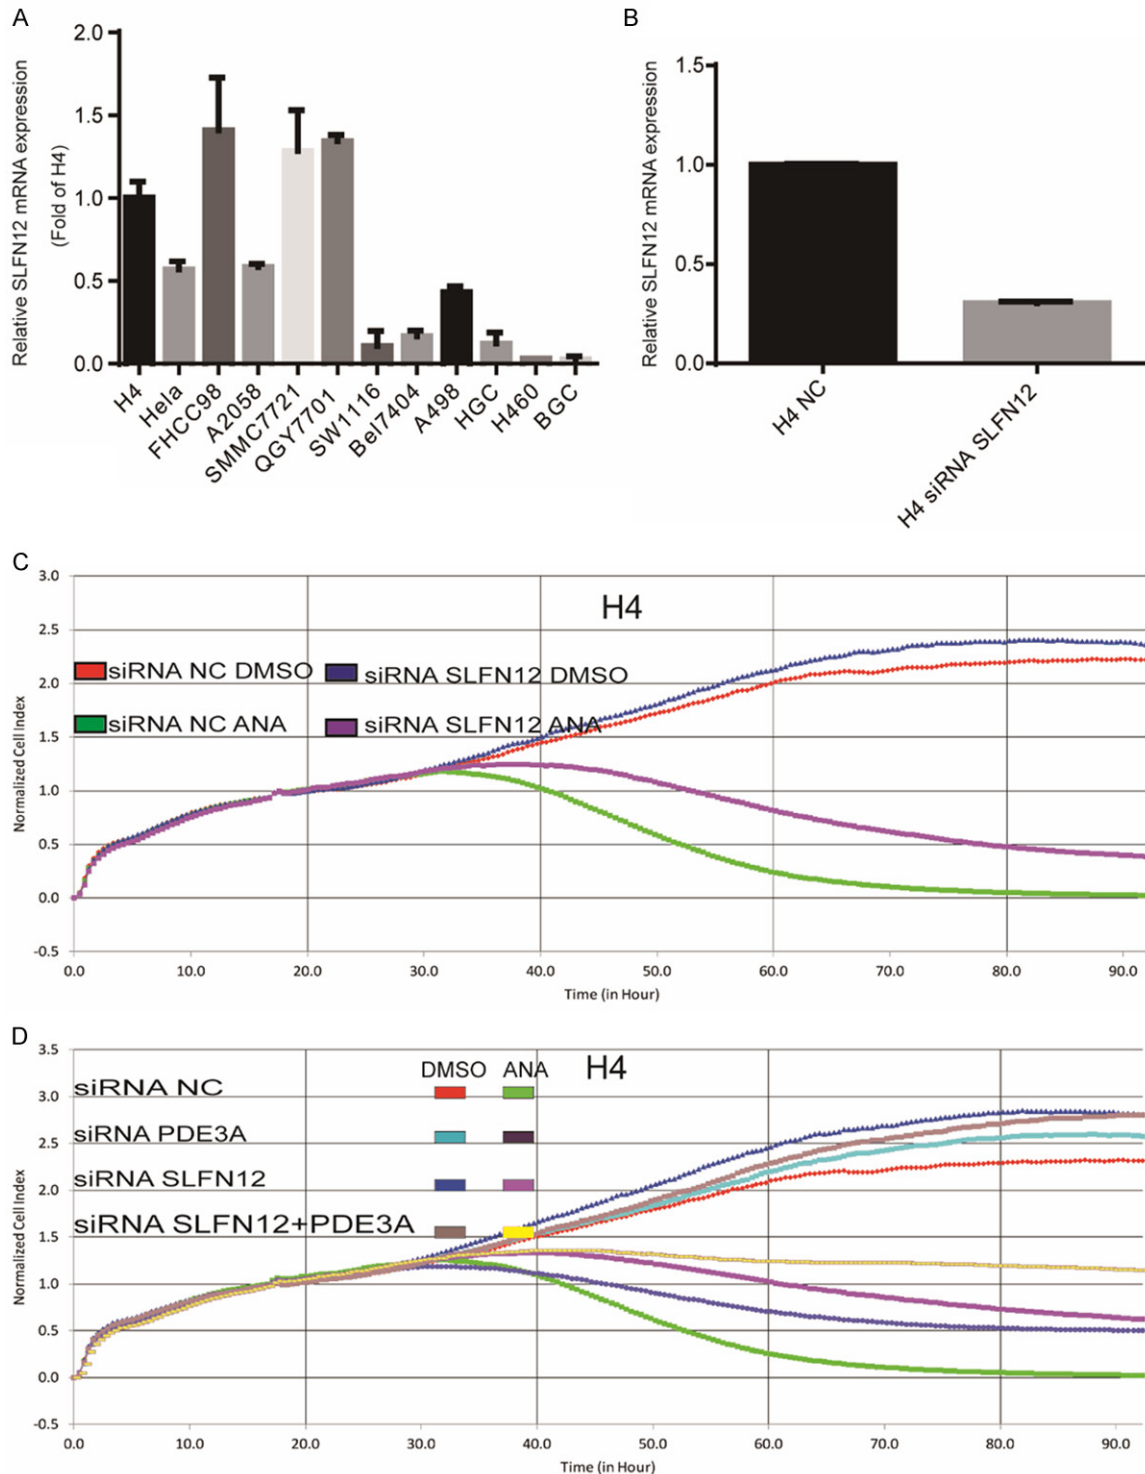 A
Relative SLFN12 mRNA expression
(Fold of H4)
2.0
1.5
1.0
0.5
0.0
H4
Hela
FHCC98
A2058
SMMC7721
QGY7701
SW1116
Bel7404
A498
HGC
H460
BGC
B
Relative SLFN12 mRNA expression
1.5
1.0
0.5
0.0
H4 NC
H4 siRNA SLFN12
C
H4
siRNA NC DMSO
siRNA SLFN12 DMSO
siRNA NC ANA
siRNA SLFN12 ANA
Normalized Cell Index
3.0
2.5
2.0
1.5
1.0
0.5
0.0
-0.5
0.0 10.0 20.0 30.0 40.0 50.0 60.0 70.0 80.0 90.0
Time (in Hour)
D
H4
DMSO ANA
siRNA NC
siRNA PDE3A
siRNA SLFN12
siRNA SLFN12+PDE3A
Normalized Cell Index
3.5
3.0
2.5
2.0
1.5
1.0
0.5
0.0
-0.5
0.0 10.0 20.0 30.0 40.0 50.0 60.0 70.0 80.0 90.0
Time (in Hour)